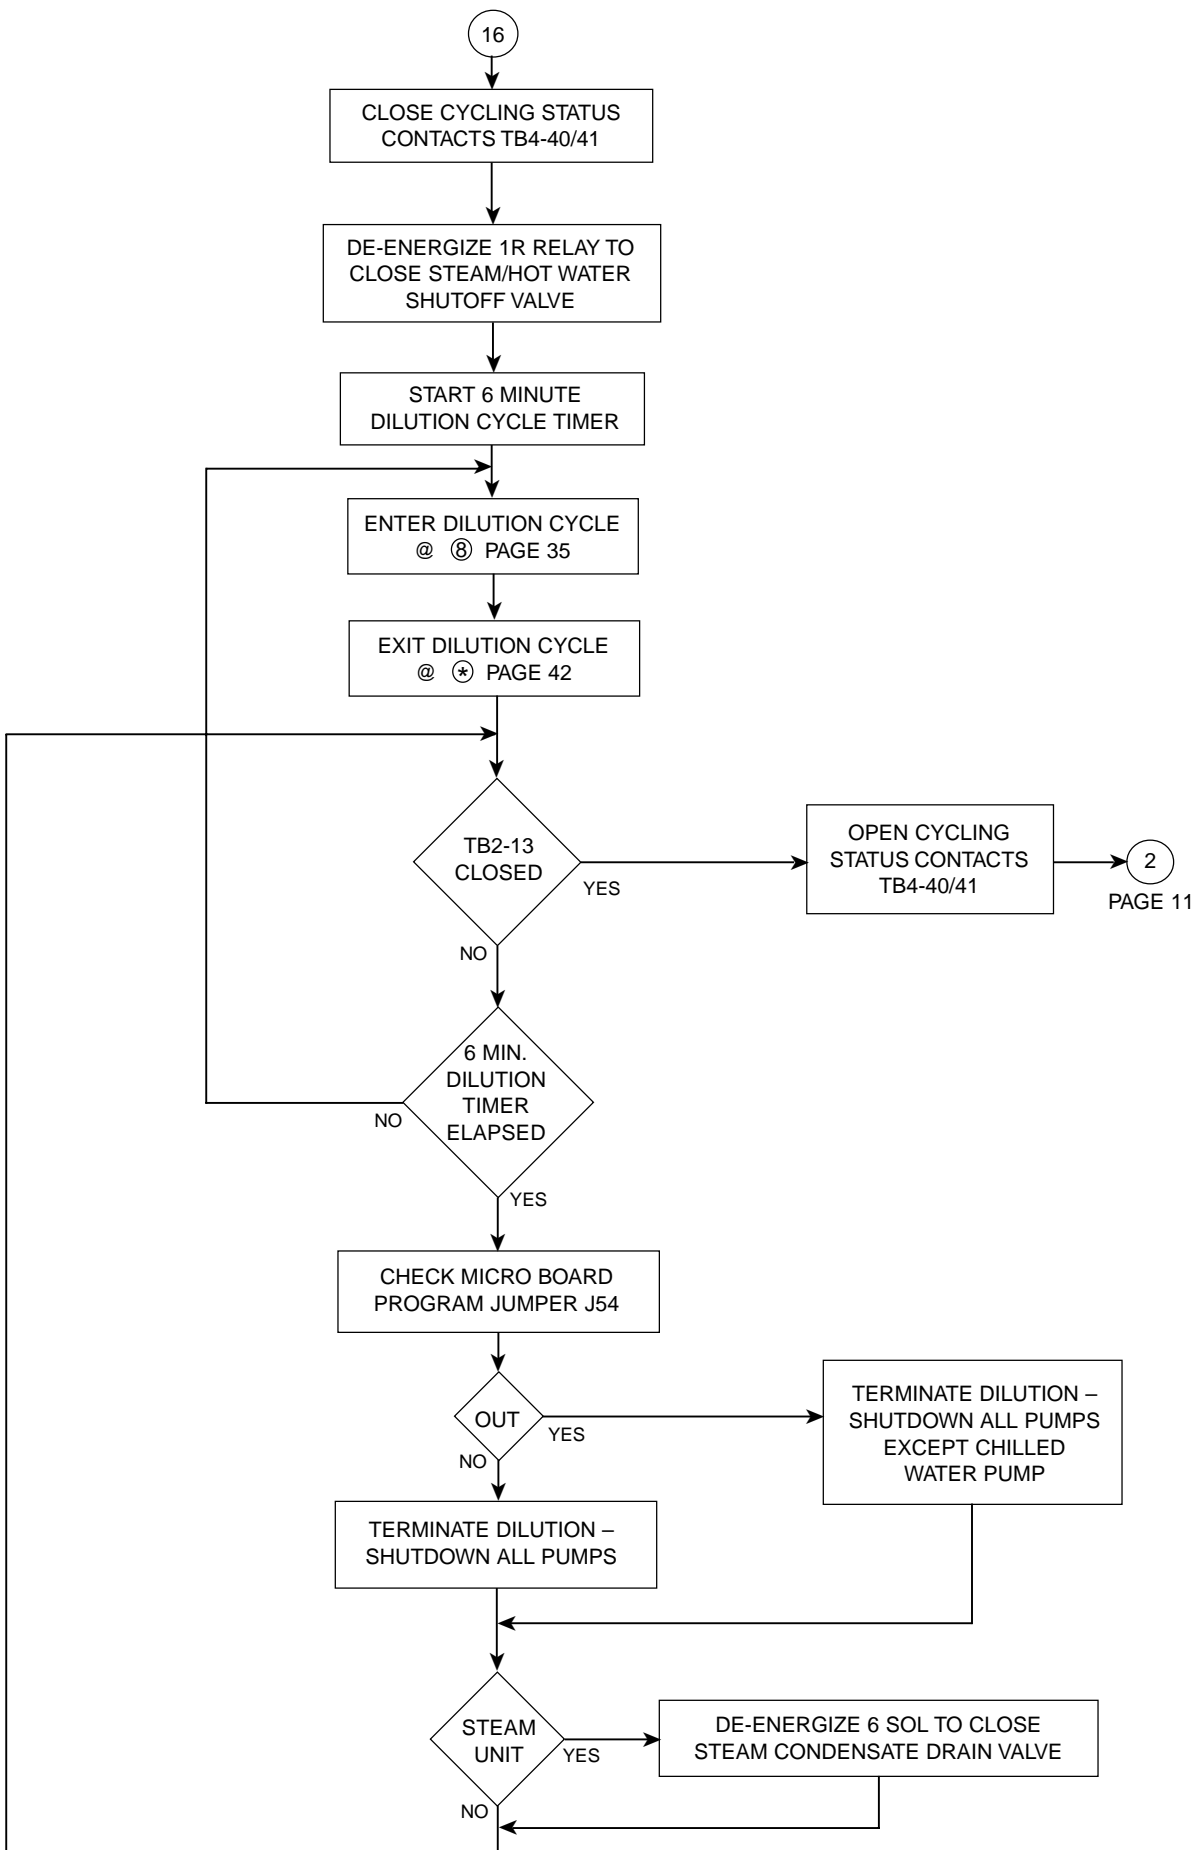 16
CLOSE CYCLING STATUS
CONTACTS TB4-40/41
DE-ENERGIZE 1R RELAY TO
CLOSE STEAM/HOT WATER
SHUTOFF VALVE
START 6 MINUTE
DILUTION CYCLE TIMER
ENTER DILUTION CYCLE
@ ⑧ PAGE 35
EXIT DILUTION CYCLE
@ ⊛ PAGE 42
TB2-13
CLOSED
YES
NO
OPEN CYCLING
STATUS CONTACTS
TB4-40/41
2
PAGE 11
6 MIN.
DILUTION
TIMER
ELAPSED
NO
YES
CHECK MICRO BOARD
PROGRAM JUMPER J54
OUT
YES
NO
TERMINATE DILUTION –
SHUTDOWN ALL PUMPS
EXCEPT CHILLED
WATER PUMP
TERMINATE DILUTION –
SHUTDOWN ALL PUMPS
STEAM
UNIT
YES
NO
DE-ENERGIZE 6 SOL TO CLOSE
STEAM CONDENSATE DRAIN VALVE